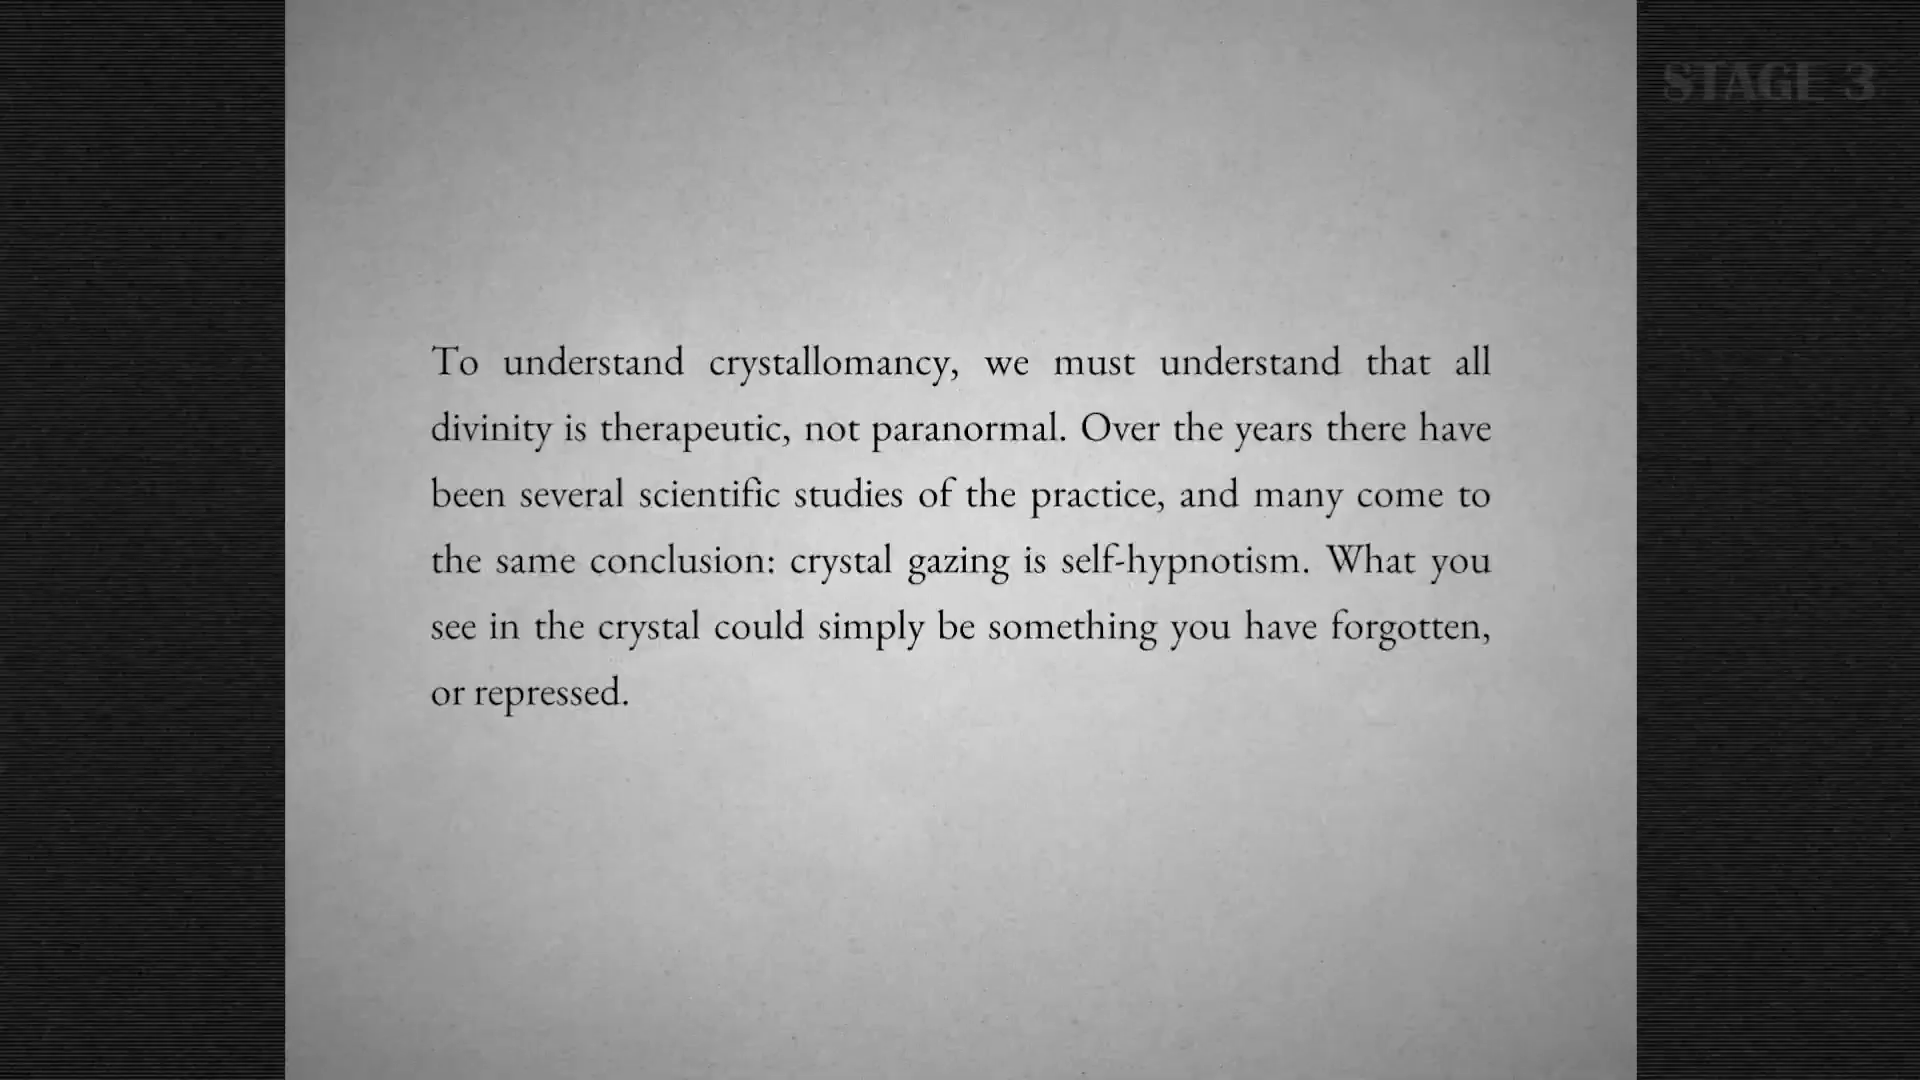 STAGE 3
To understand crystallomancy, we must understand that all
divinity is therapeutic, not paranormal. Over the years there have
been several scientific studies of the practice, and many come to
the same conclusion: crystal gazing is self-hypnotism. What you
see in the crystal could simply be something you have forgotten,
or repressed.